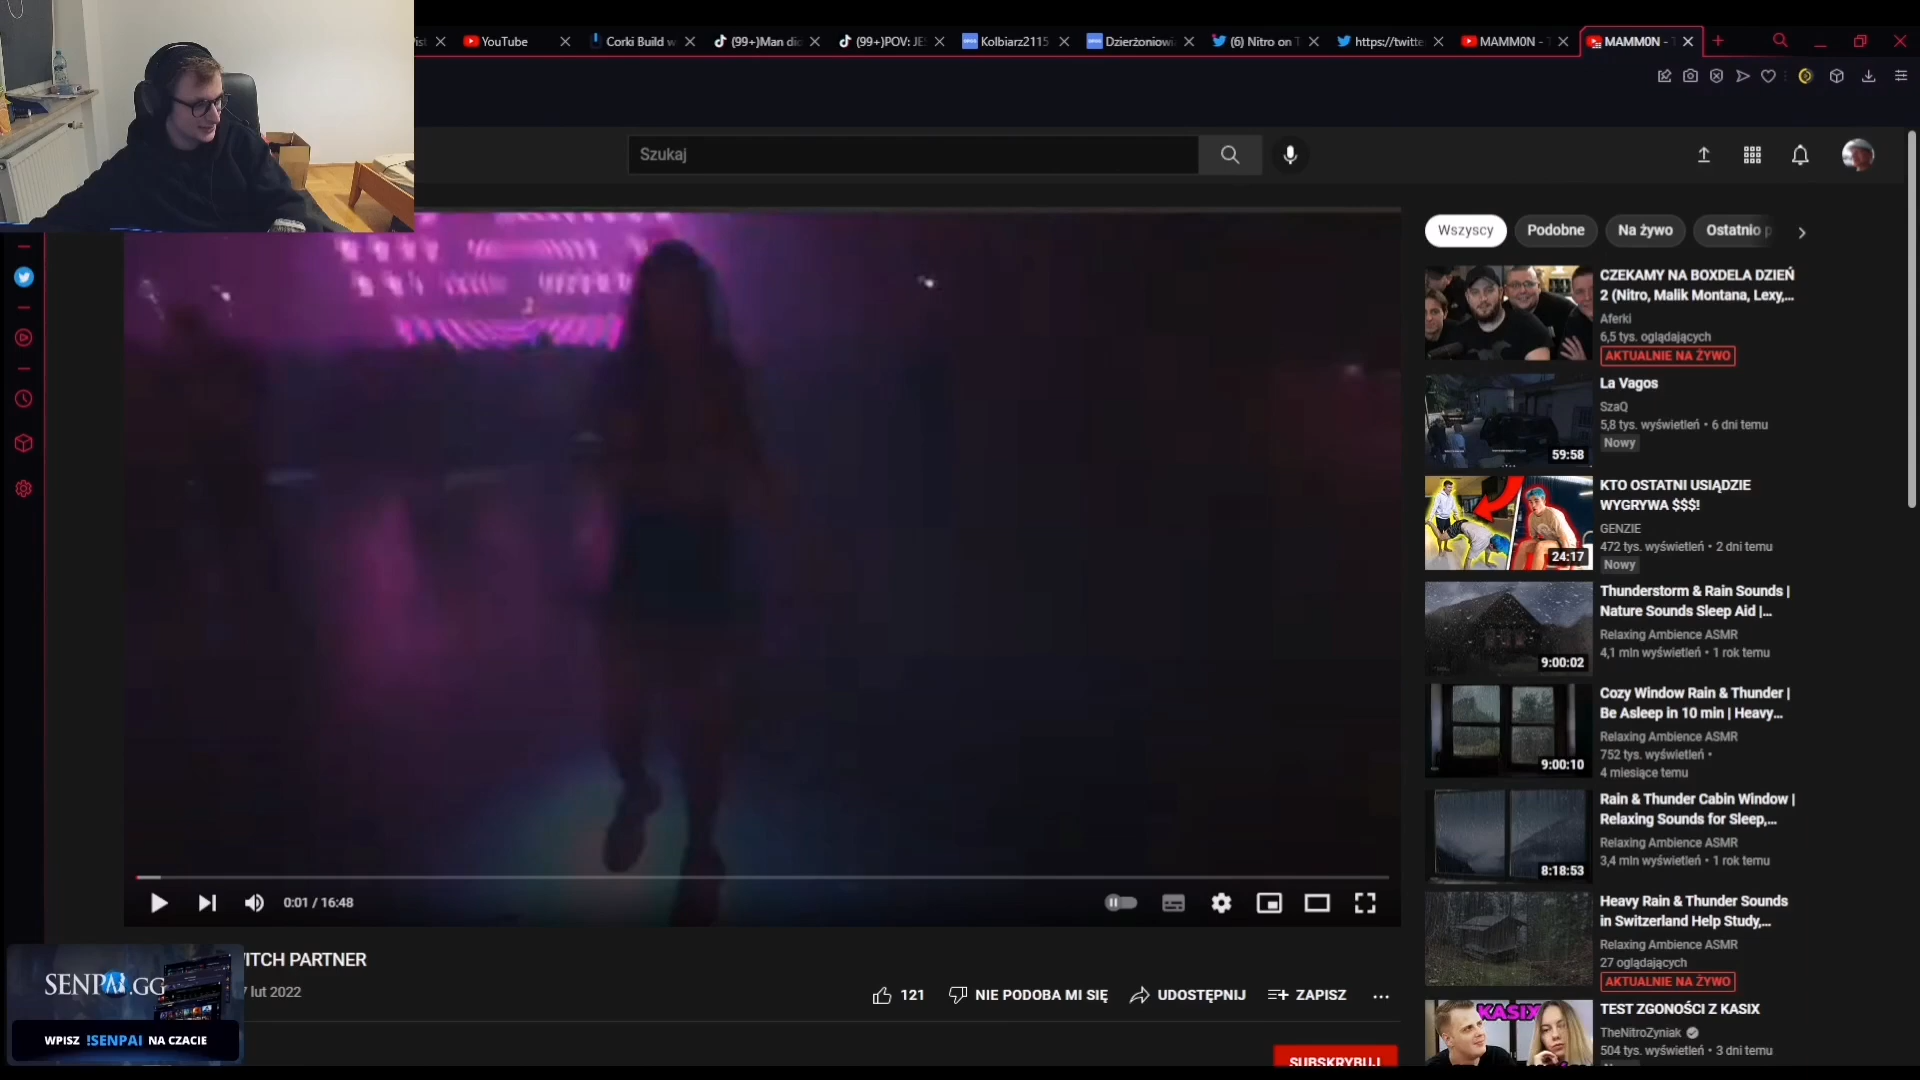 YouTube
Corki Build w
(99+)Man di
(99+)POV: JE
Kolbiarz2115
Dzierżoniowi
(6) Nitro on T
https://twitte
MAMM0N - T
MAMM0N - T
Szukaj
Wszyscy
Podobne
Na żywo
Ostatnio p
CZEKAMY NA BOXDELA DZIEŃ
2 (Nitro, Malik Montana, Lexy,...
Aferki
6,5 tys. oglądających
AKTUALNIE NA ŻYWO
La Vagos
SzaQ
5,8 tys. wyświetleń • 6 dni temu
Nowy
59:58
KTO OSTATNI USIĄDZIE
WYGRYWA $$$!
GENZIE
472 tys. wyświetleń • 2 dni temu
Nowy
24:17
Thunderstorm & Rain Sounds |
Nature Sounds Sleep Aid |...
Relaxing Ambience ASMR
4,1 mln wyświetleń • 1 rok temu
9:00:02
Cozy Window Rain & Thunder |
Be Asleep in 10 min | Heavy...
Relaxing Ambience ASMR
752 tys. wyświetleń •
4 miesiące temu
9:00:10
Rain & Thunder Cabin Window |
Relaxing Sounds for Sleep,...
Relaxing Ambience ASMR
3,4 mln wyświetleń • 1 rok temu
8:18:53
Heavy Rain & Thunder Sounds
in Switzerland Help Study,...
Relaxing Ambience ASMR
27 oglądających
AKTUALNIE NA ŻYWO
KASIX
TEST ZGONOŚCI Z KASIX
TheNitroZyniak
504 tys. wyświetleń • 3 dni temu
0:01 / 16:48
ITCH PARTNER
7 lut 2022
121
NIE PODOBA MI SIĘ
UDOSTĘPNIJ
ZAPISZ
SUBSKRYBUJ
SENPAI.GG
WPISZ !SENPAI NA CZACIE